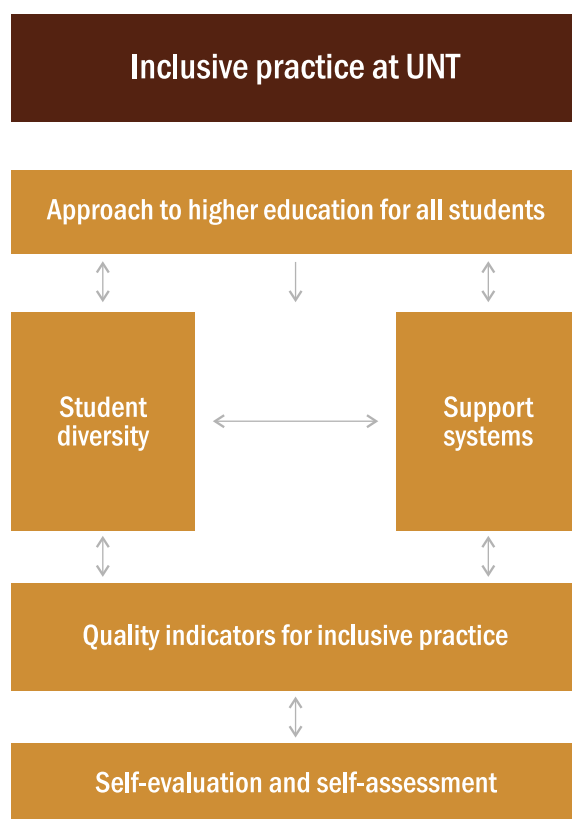 Inclusive practice at UNT
Approach to higher education for all students
Student
diversity
Support
systems
Quality indicators for inclusive practice
Self-evaluation and self-assessment